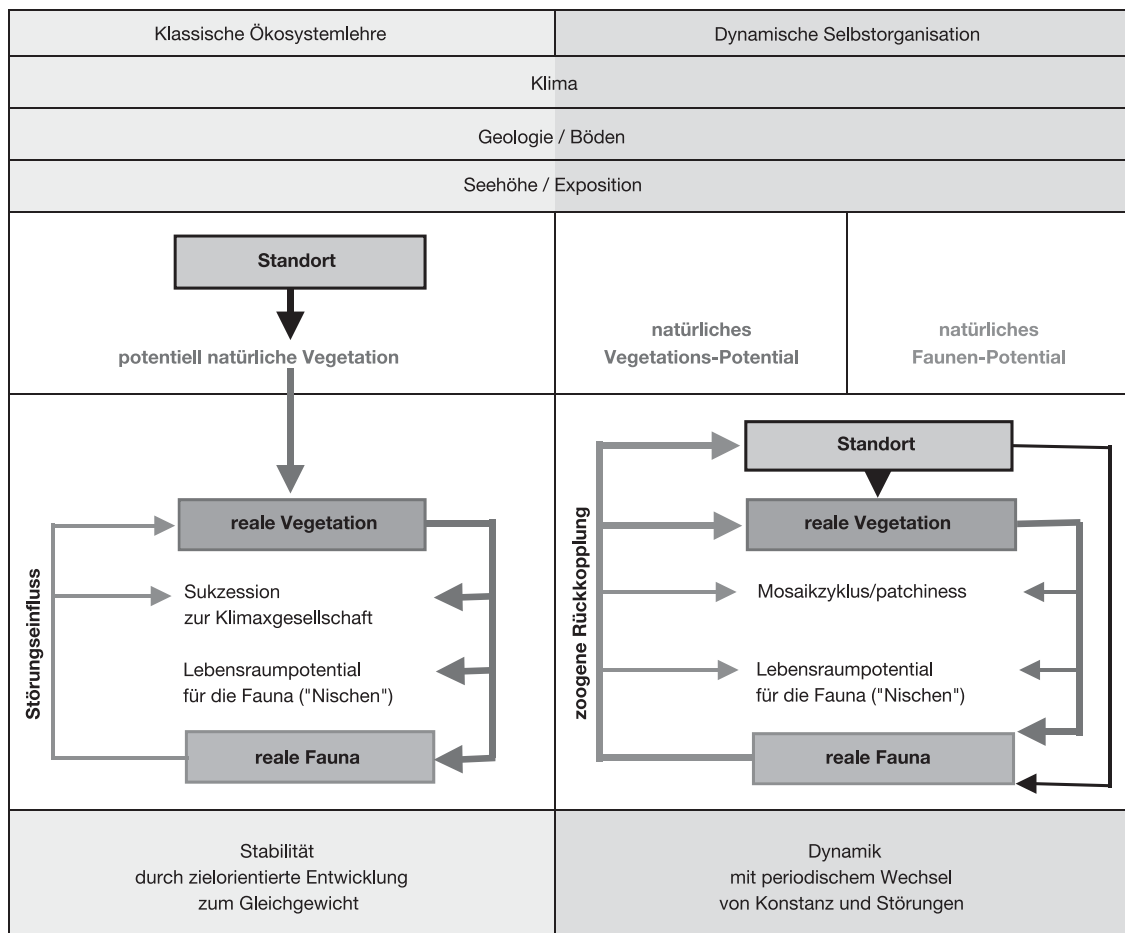 Klassische Ökosystemlehre
Dynamische Selbstorganisation
Klima
Geologie / Böden
Seehöhe / Exposition
Standort
potentiell natürliche Vegetation
natürliches
Vegetations-Potential
natürliches
Faunen-Potential
Störungseinfluss
reale Vegetation
Sukzession
zur Klimaxgesellschaft
Lebensraumpotential
für die Fauna ("Nischen")
reale Fauna
zoogene Rückkopplung
Standort
reale Vegetation
Mosaikzyklus/patchiness
Lebensraumpotential
für die Fauna ("Nischen")
reale Fauna
Stabilität
durch zielorientierte Entwicklung
zum Gleichgewicht
Dynamik
mit periodischem Wechsel
von Konstanz und Störungen